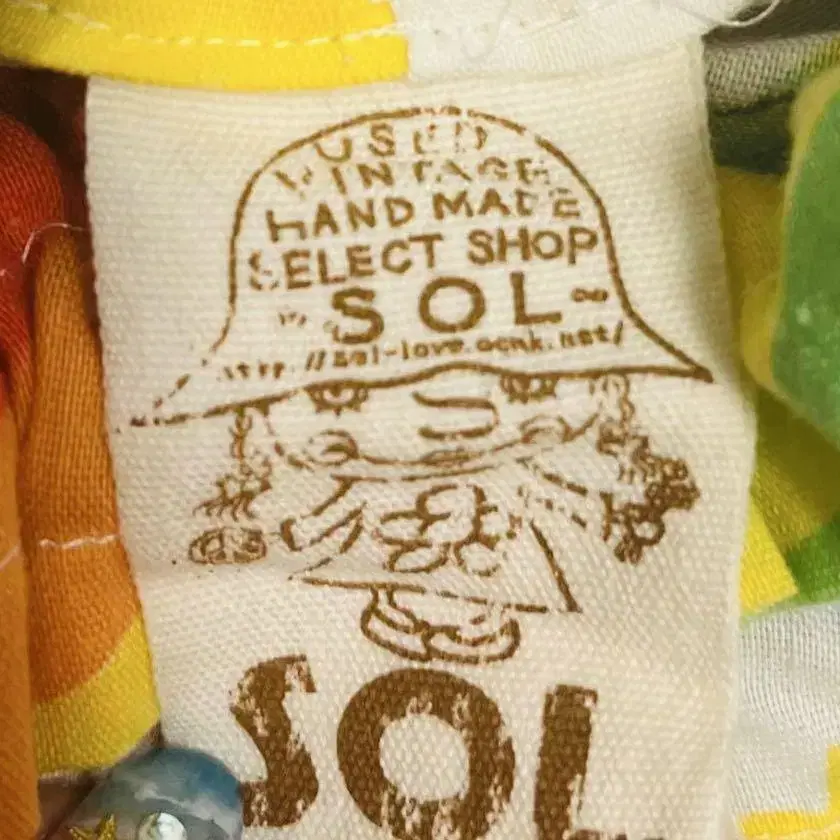 USED
VINTAGE
HAND MADE
SELECT SHOP
~SOL~
http://sol-love.ocnk.net/
SOL